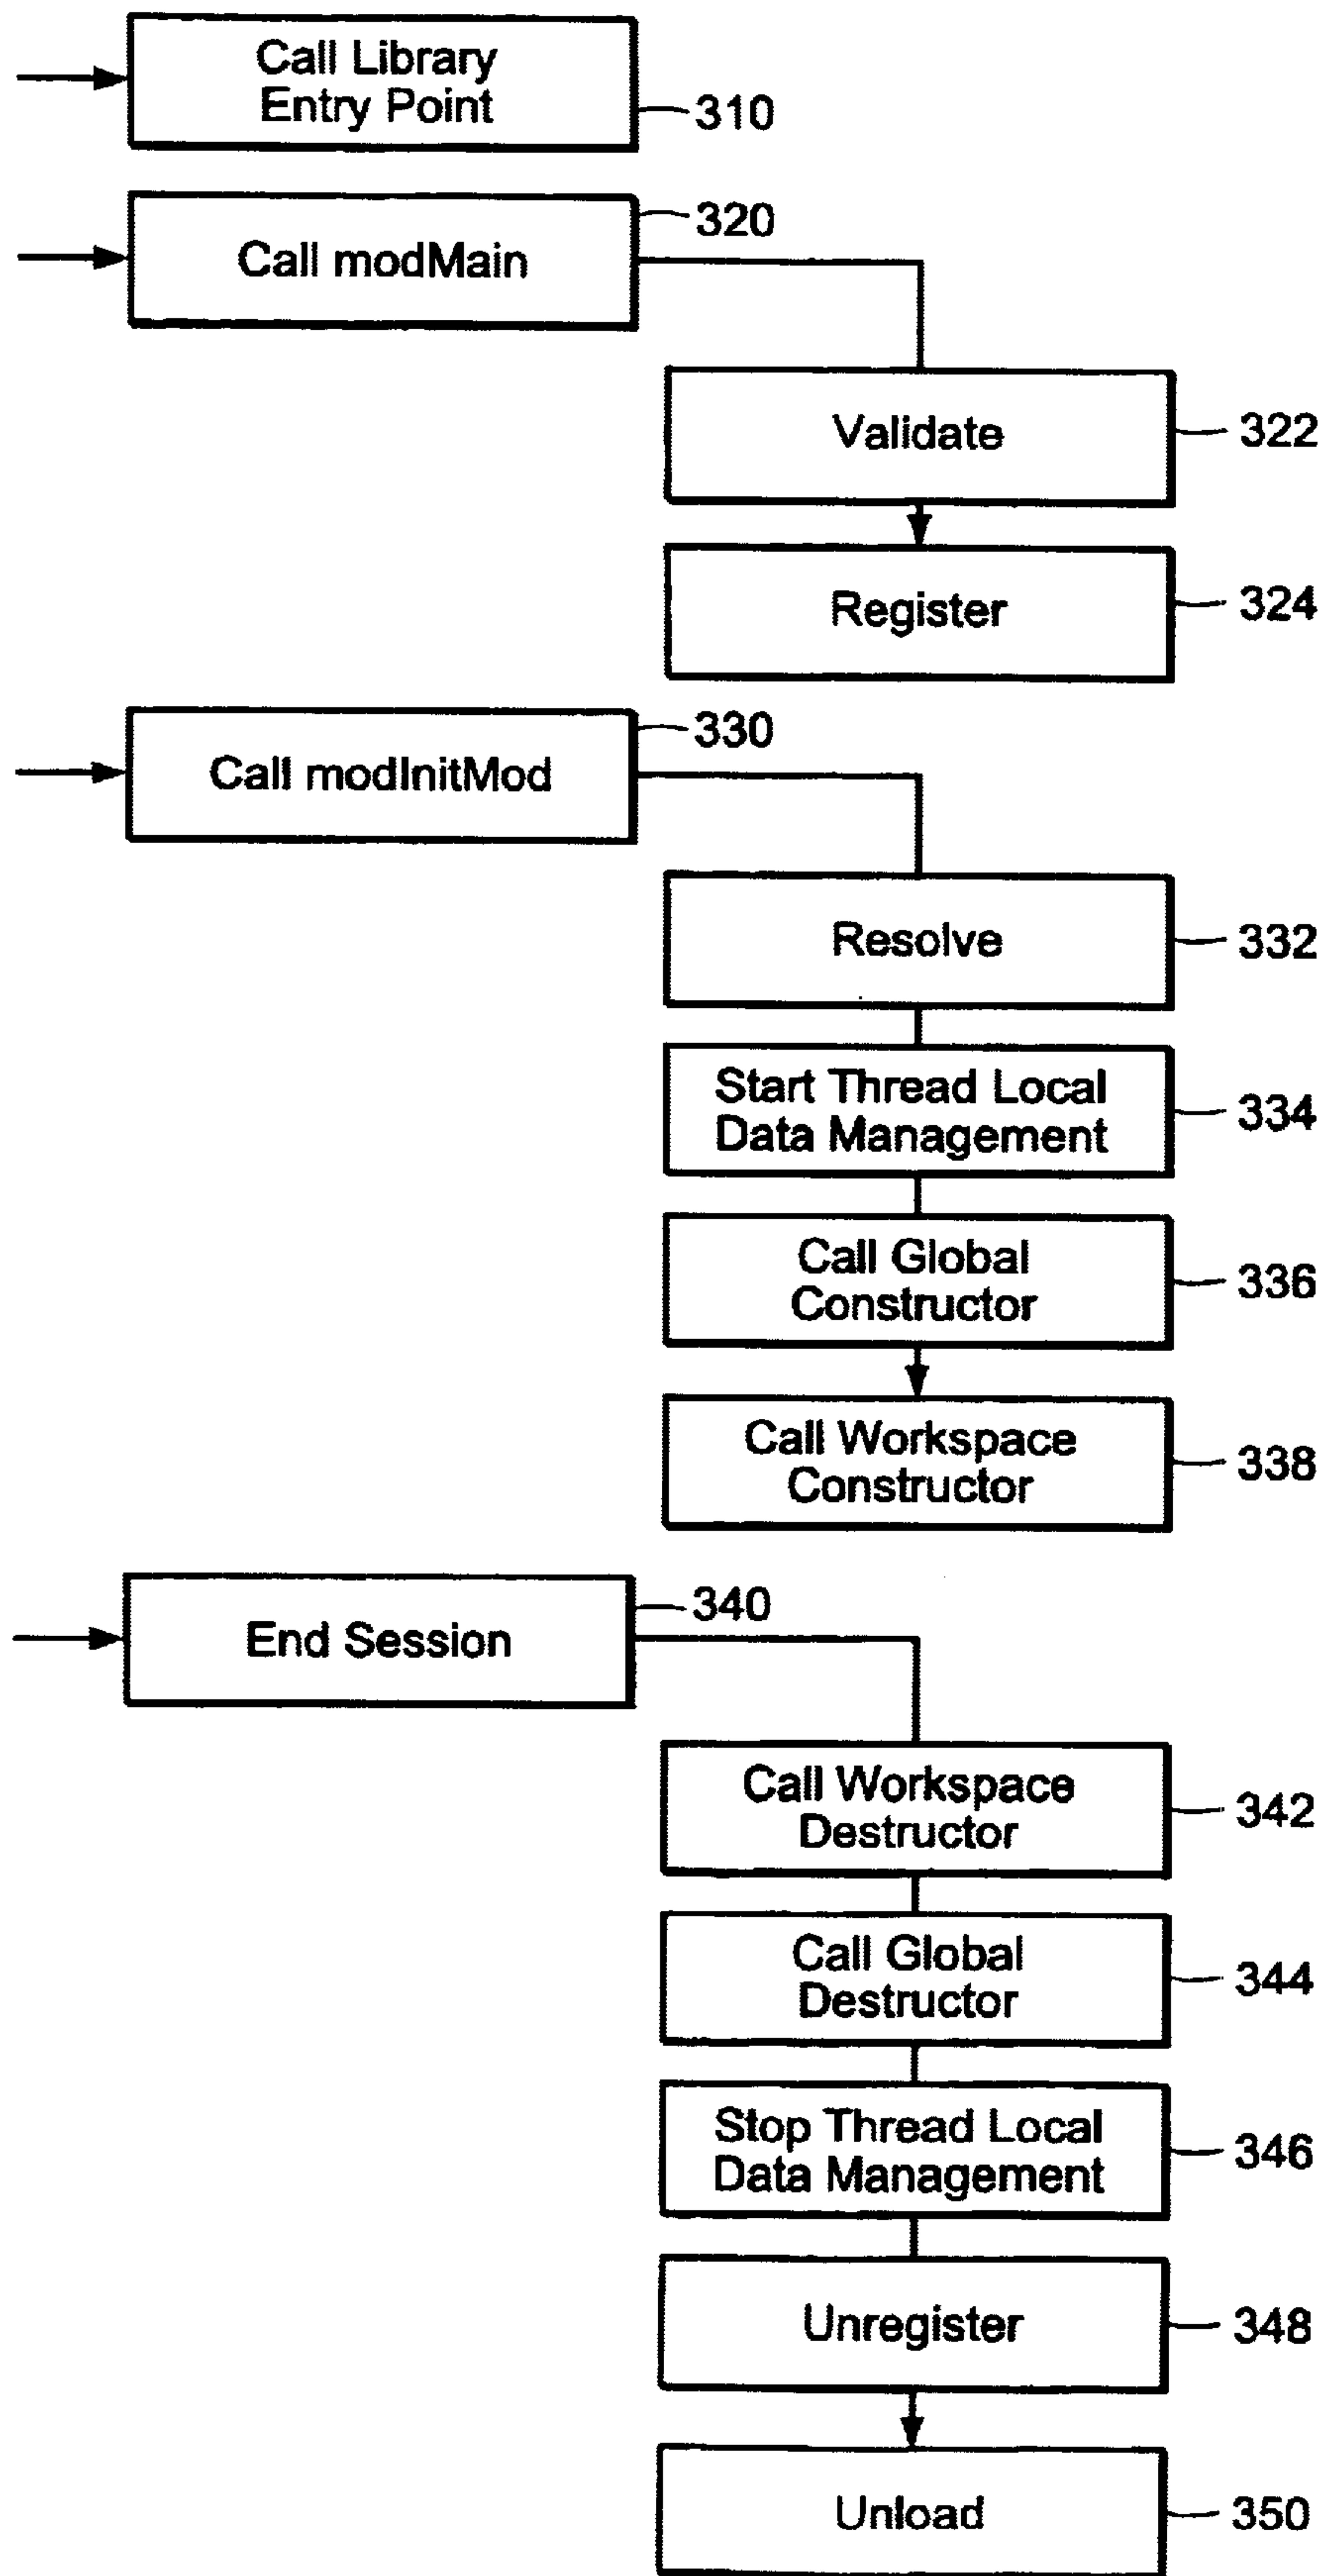 Call Library
Entry Point
310
320
Call modMain
Validate
322
Register
324
330
Call modInitMod
Resolve
332
Start Thread Local
Data Management
334
Call Global
Constructor
336
Call Workspace
Constructor
338
340
End Session
Call Workspace
Destructor
342
Call Global
Destructor
344
Stop Thread Local
Data Management
346
Unregister
348
Unload
350